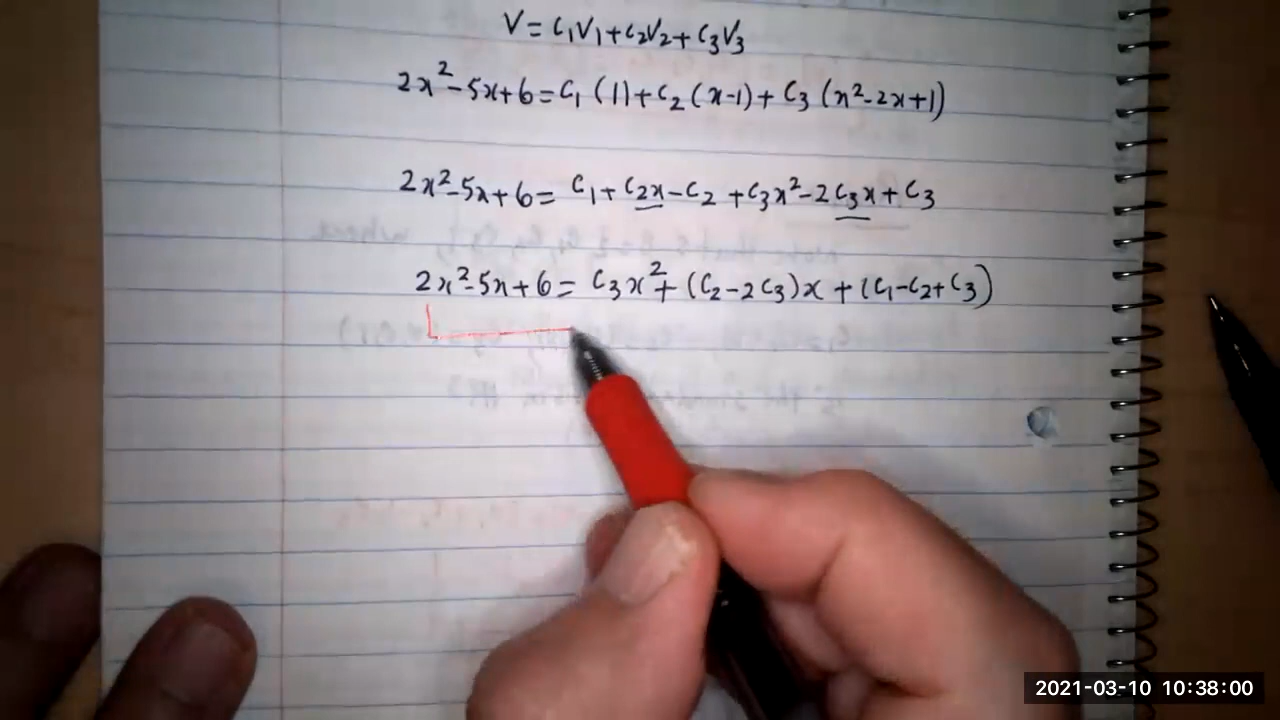 V = C₁V₁ + C₂V₂ + C₃V₃
2x² - 5x + 6 = C₁ (1) + C₂ (x-1) + C₃ (x² - 2x + 1)
2x² - 5x + 6 = C₁ + C₂x - C₂ + C₃x² - 2C₃x + C₃
2x² - 5x + 6 = C₃x² + (C₂ - 2C₃)x + (C₁ - C₂ + C₃)
2021-03-10 10:38:00